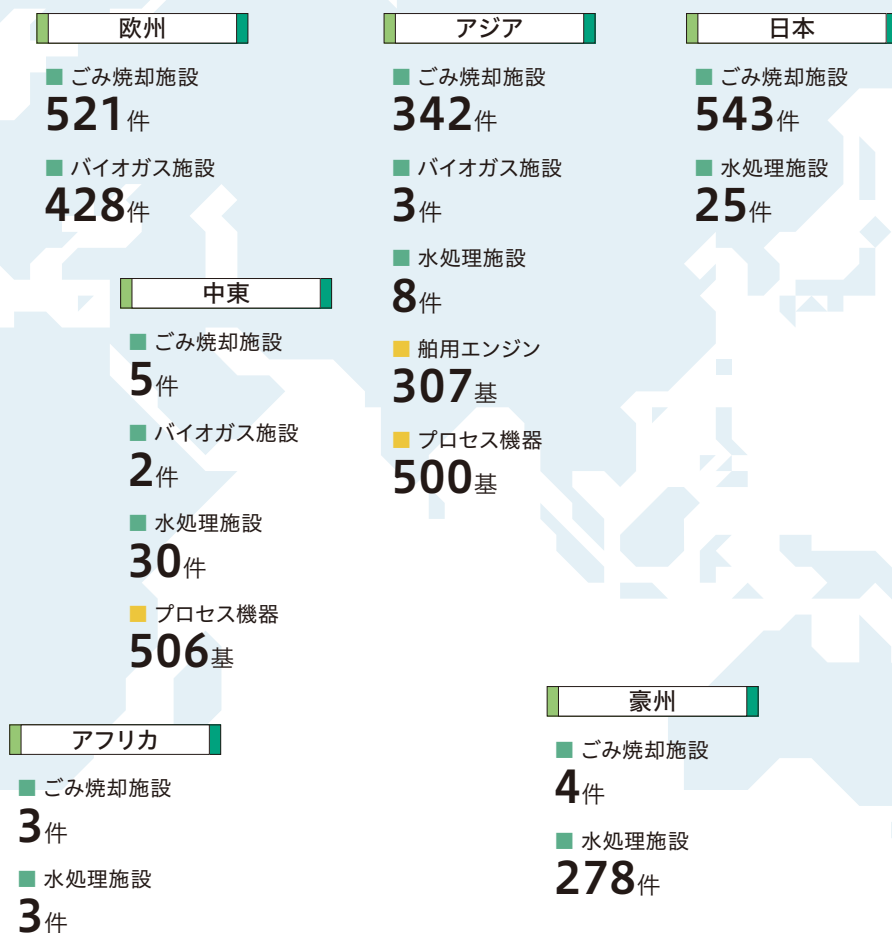 欧州
■ ごみ焼却施設
521件
■ バイオガス施設
428件
アジア
■ ごみ焼却施設
342件
■ バイオガス施設
3件
■ 水処理施設
8件
■ 舶用エンジン
307基
■ プロセス機器
500基
日本
■ ごみ焼却施設
543件
■ 水処理施設
25件
中東
■ ごみ焼却施設
5件
■ バイオガス施設
2件
■ 水処理施設
30件
■ プロセス機器
506基
アフリカ
■ ごみ焼却施設
3件
■ 水処理施設
3件
豪州
■ ごみ焼却施設
4件
■ 水処理施設
278件